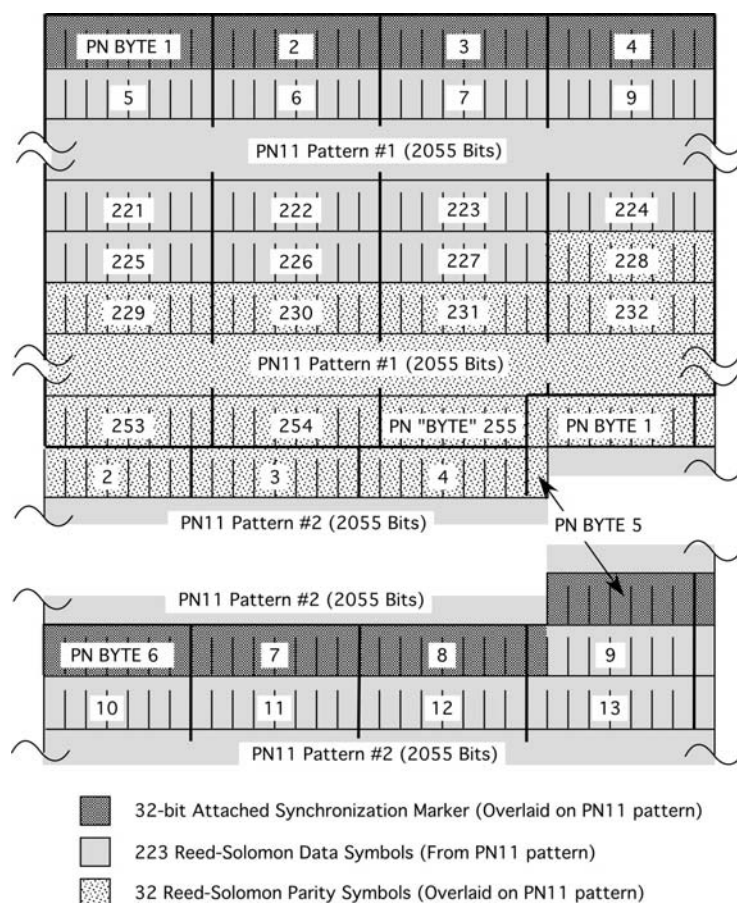 PN BYTE 1 2 3 4
5 6 7 9
PN11 Pattern #1 (2055 Bits)
221 222 223 224
225 226 227 228
229 230 231 232
PN11 Pattern #1 (2055 Bits)
253 254 PN "BYTE" 255 PN BYTE 1
2 3 4
PN11 Pattern #2 (2055 Bits)
PN BYTE 5
PN11 Pattern #2 (2055 Bits)
PN BYTE 6 7 8 9
10 11 12 13
PN11 Pattern #2 (2055 Bits)
32-bit Attached Synchronization Marker (Overlaid on PN11 pattern)
223 Reed-Solomon Data Symbols (From PN11 pattern)
32 Reed-Solomon Parity Symbols (Overlaid on PN11 pattern)